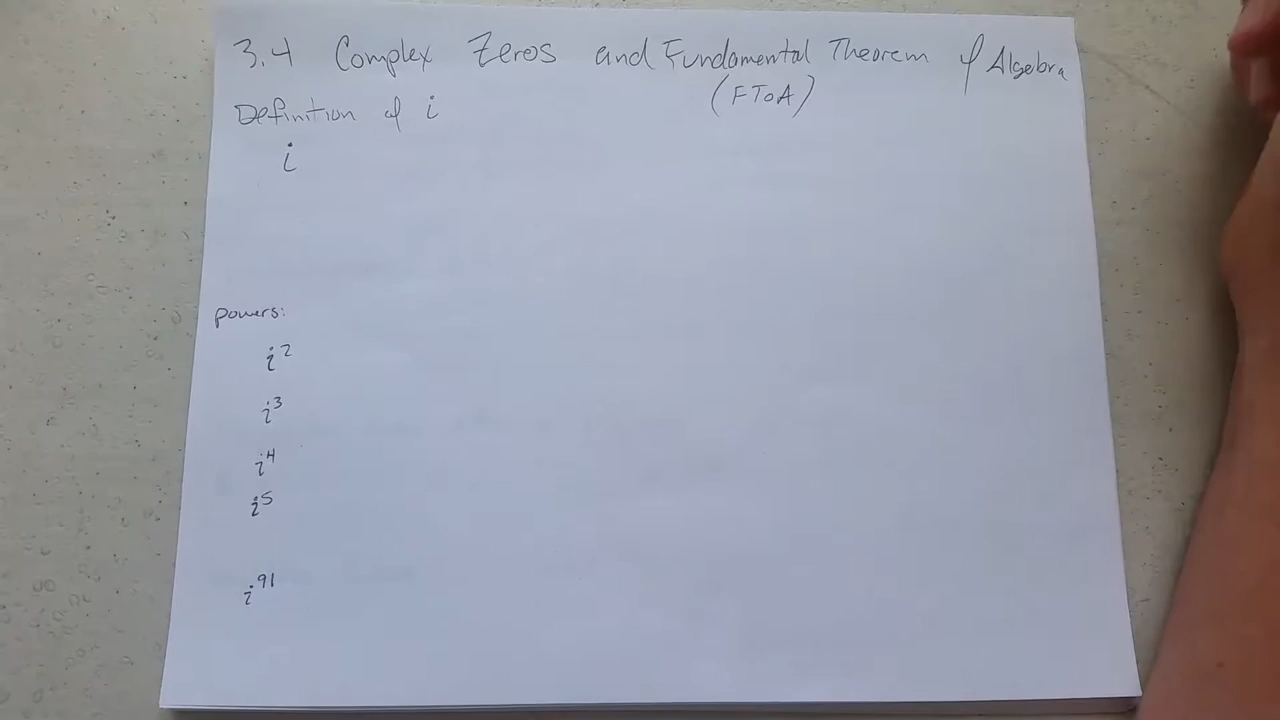 3.4 Complex Zeros and Fundamental Theorem of Algebra
(FToA)
Definition of i
i
powers:
i²
i³
i⁴
i⁵
i⁹¹